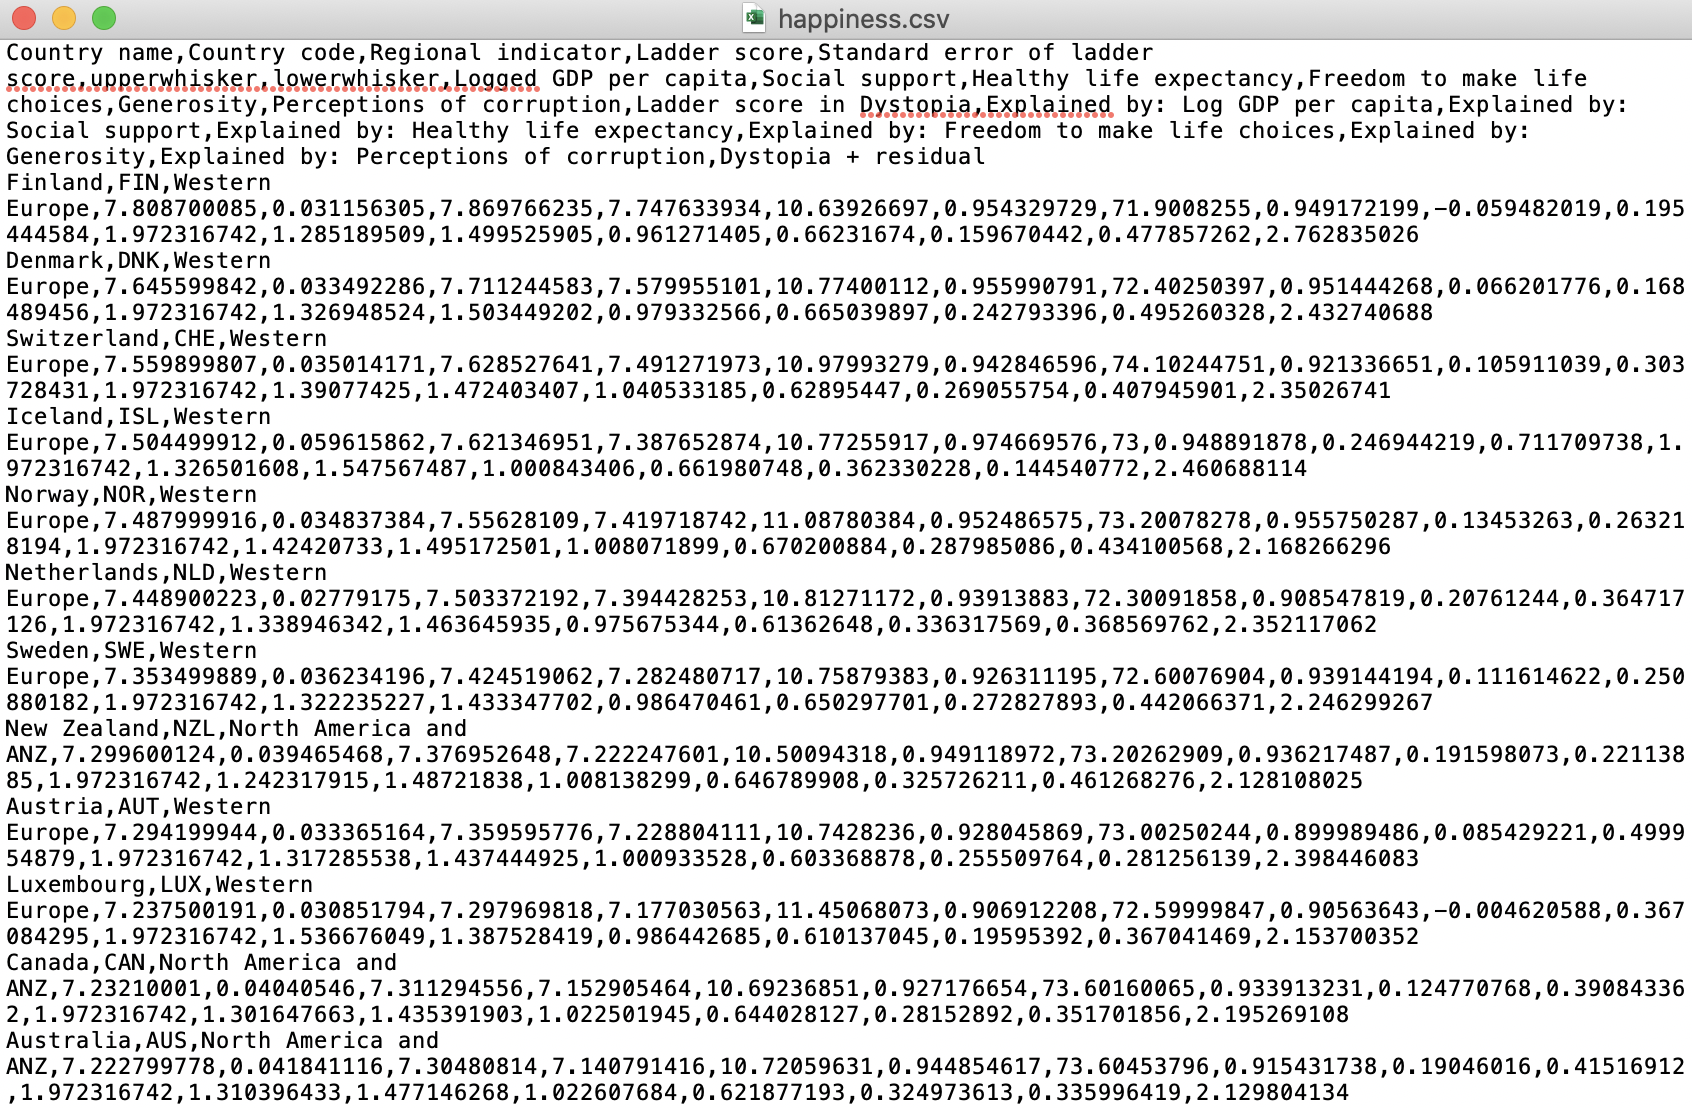 happiness.csv
Country name,Country code,Regional indicator,Ladder score,Standard error of ladder
score,upperwhisker,lowerwhisker,Logged GDP per capita,Social support,Healthy life expectancy,Freedom to make life
choices,Generosity,Perceptions of corruption,Ladder score in Dystopia,Explained by: Log GDP per capita,Explained by:
Social support,Explained by: Healthy life expectancy,Explained by: Freedom to make life choices,Explained by:
Generosity,Explained by: Perceptions of corruption,Dystopia + residual
Finland,FIN,Western
Europe,7.808700085,0.031156305,7.869766235,7.747633934,10.63926697,0.954329729,71.9008255,0.949172199,-0.059482019,0.195
444584,1.972316742,1.285189509,1.499525905,0.961271405,0.66231674,0.159670442,0.477857262,2.762835026
Denmark,DNK,Western
Europe,7.645599842,0.033492286,7.711244583,7.579955101,10.77400112,0.955990791,72.40250397,0.951444268,0.066201776,0.168
489456,1.972316742,1.326948524,1.503449202,0.979332566,0.665039897,0.242793396,0.495260328,2.432740688
Switzerland,CHE,Western
Europe,7.559899807,0.035014171,7.628527641,7.491271973,10.97993279,0.942846596,74.10244751,0.921336651,0.105911039,0.303
728431,1.972316742,1.39077425,1.472403407,1.040533185,0.62895447,0.269055754,0.407945901,2.35026741
Iceland,ISL,Western
Europe,7.504499912,0.059615862,7.621346951,7.387652874,10.77255917,0.974669576,73,0.948891878,0.246944219,0.711709738,1.
972316742,1.326501608,1.547567487,1.000843406,0.661980748,0.362330228,0.144540772,2.460688114
Norway,NOR,Western
Europe,7.487999916,0.034837384,7.55628109,7.419718742,11.08780384,0.952486575,73.20078278,0.955750287,0.13453263,0.26321
8194,1.972316742,1.42420733,1.495172501,1.008071899,0.670200884,0.287985086,0.434100568,2.168266296
Netherlands,NLD,Western
Europe,7.448900223,0.02779175,7.503372192,7.394428253,10.81271172,0.93913883,72.30091858,0.908547819,0.20761244,0.364717
126,1.972316742,1.338946342,1.463645935,0.975675344,0.61362648,0.336317569,0.368569762,2.352117062
Sweden,SWE,Western
Europe,7.353499889,0.036234196,7.424519062,7.282480717,10.75879383,0.926311195,72.60076904,0.939144194,0.111614622,0.250
880182,1.972316742,1.322235227,1.433347702,0.986470461,0.650297701,0.272827893,0.442066371,2.246299267
New Zealand,NZL,North America and
ANZ,7.299600124,0.039465468,7.376952648,7.222247601,10.50094318,0.949118972,73.20262909,0.936217487,0.191598073,0.221138
85,1.972316742,1.242317915,1.48721838,1.008138299,0.646789908,0.325726211,0.461268276,2.128108025
Austria,AUT,Western
Europe,7.294199944,0.033365164,7.359595776,7.228804111,10.7428236,0.928045869,73.00250244,0.899989486,0.085429221,0.4999
54879,1.972316742,1.317285538,1.437444925,1.000933528,0.603368878,0.255509764,0.281256139,2.398446083
Luxembourg,LUX,Western
Europe,7.237500191,0.030851794,7.297969818,7.177030563,11.45068073,0.906912208,72.59999847,0.90563643,-0.004620588,0.367
084295,1.972316742,1.536676049,1.387528419,0.986442685,0.610137045,0.19595392,0.367041469,2.153700352
Canada,CAN,North America and
ANZ,7.23210001,0.04040546,7.311294556,7.152905464,10.69236851,0.927176654,73.60160065,0.933913231,0.124770768,0.39084336
2,1.972316742,1.301647663,1.435391903,1.022501945,0.644028127,0.28152892,0.351701856,2.195269108
Australia,AUS,North America and
ANZ,7.222799778,0.041841116,7.30480814,7.140791416,10.72059631,0.944854617,73.60453796,0.915431738,0.19046016,0.41516912
,1.972316742,1.310396433,1.477146268,1.022607684,0.621877193,0.324973613,0.335996419,2.129804134